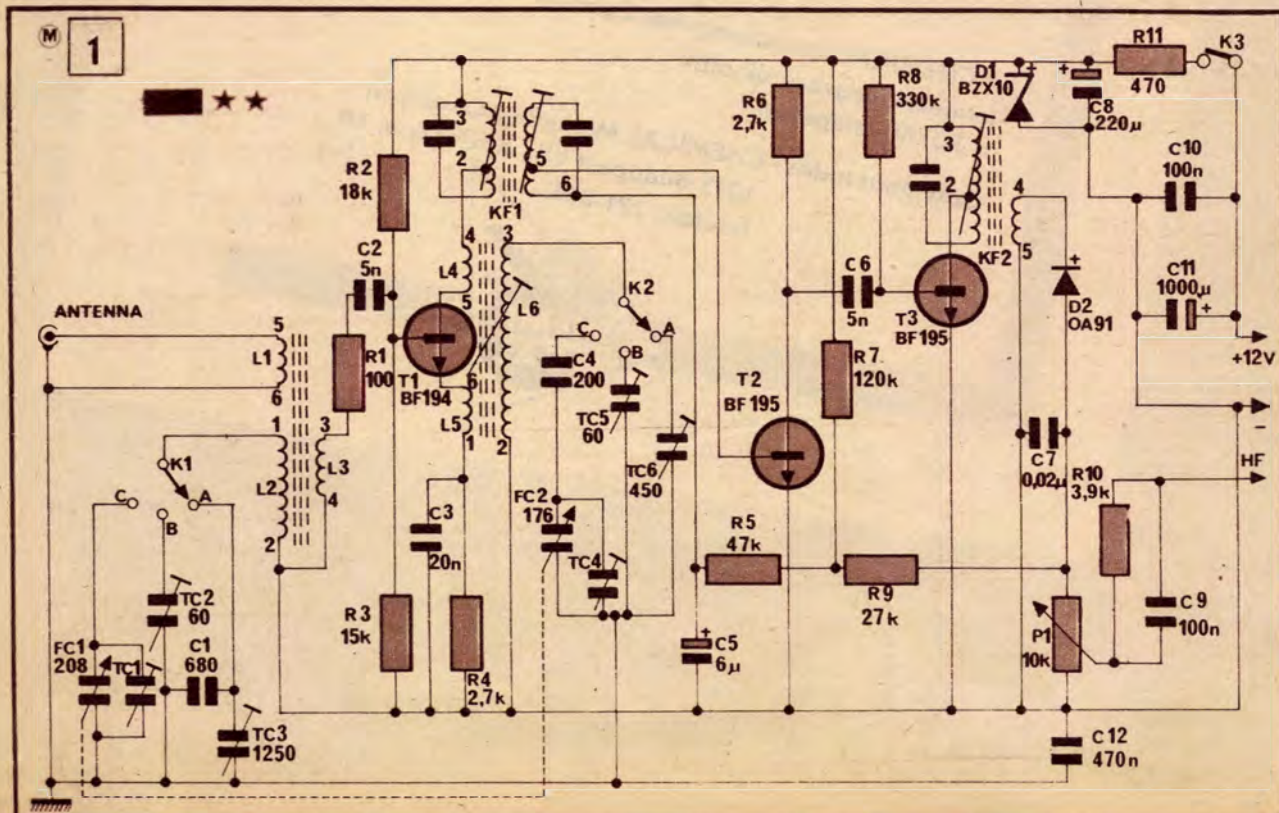 M
1
R11
470
K3
D1
BZX10
C8
220µ
R8
330k
R6
2,7k
C10
100n
R2
18k
3
2
5
6
KF1
3
2
4
5
KF2
C2
5n
4
L4
5
3
L6
K2
C6
5n
T3
BF195
D2
OA91
C11
1000µ
+12V
-
ANTENNA
5
L1
6
R1
100
T1
BF194
6
L5
1
2
C
B
A
C4
200
TC5
60
TC6
450
R7
120k
T2
BF195
1
K1
C
B
A
L2
2
3
L3
4
C7
0,02µ
R10
3,9k
HF
C3
20n
FC2
176
TC4
R5
47k
R9
27k
TC2
60
C1
680
FC1
208
TC1
R3
15k
R4
2,7k
C5
6µ
P1
10k
C9
100n
TC3
1250
C12
470n